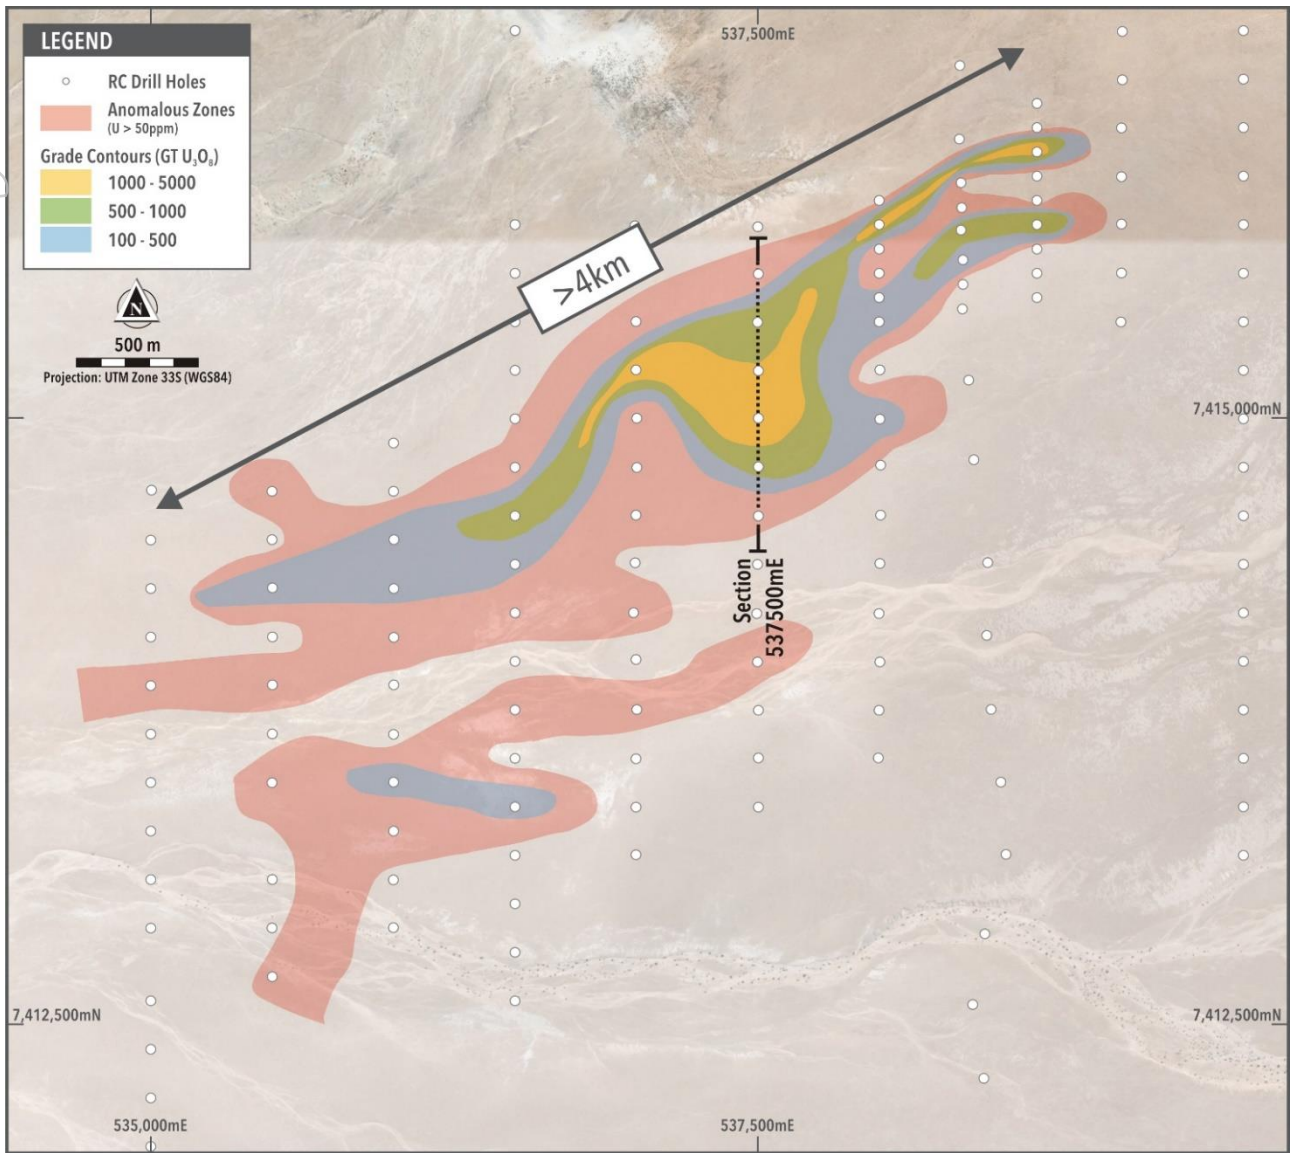 LEGEND
RC Drill Holes
Anomalous Zones
(U > 50ppm)
Grade Contours (GT U₃O₈)
1000 - 5000
500 - 1000
100 - 500
N
500 m
Projection: UTM Zone 33S (WGS84)
537,500mE
>4km
7,415,000mN
Section
537500mE
7,412,500mN
7,412,500mN
535,000mE
537,500mE